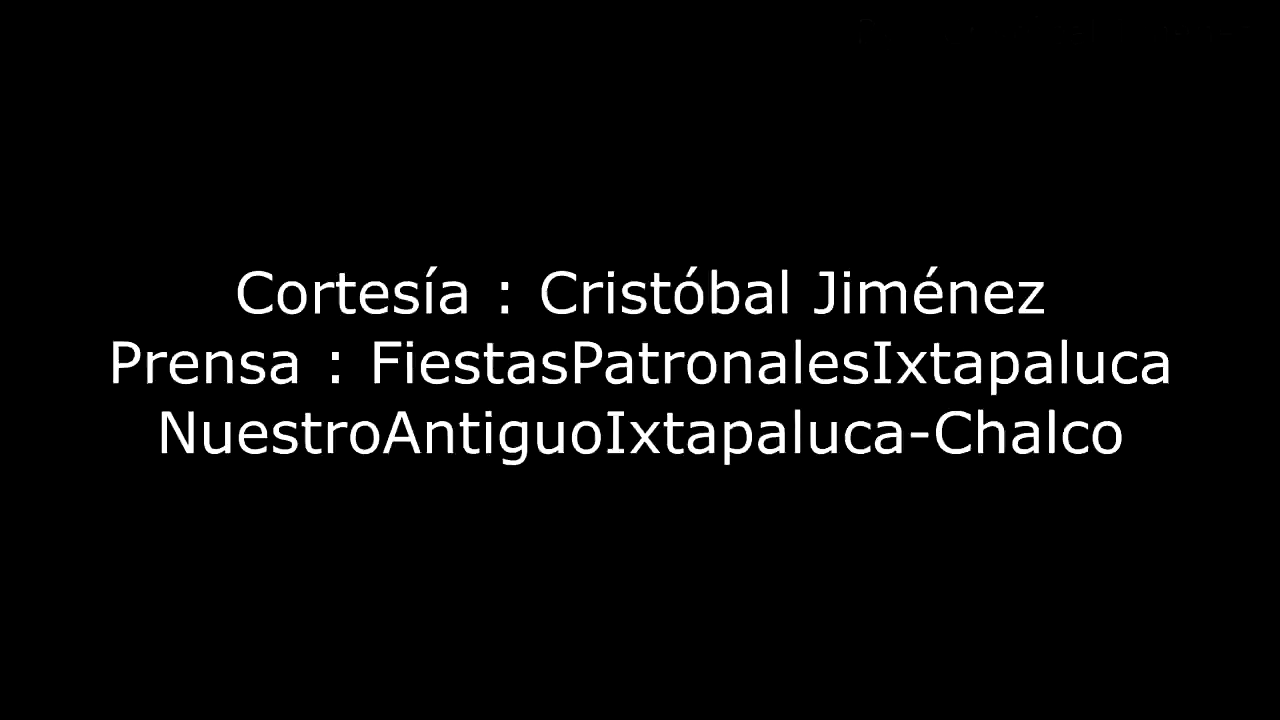 Cortesía : Cristóbal Jiménez
Prensa : FiestasPatronalesIxtapaluca
NuestroAntiguoIxtapaluca-Chalco